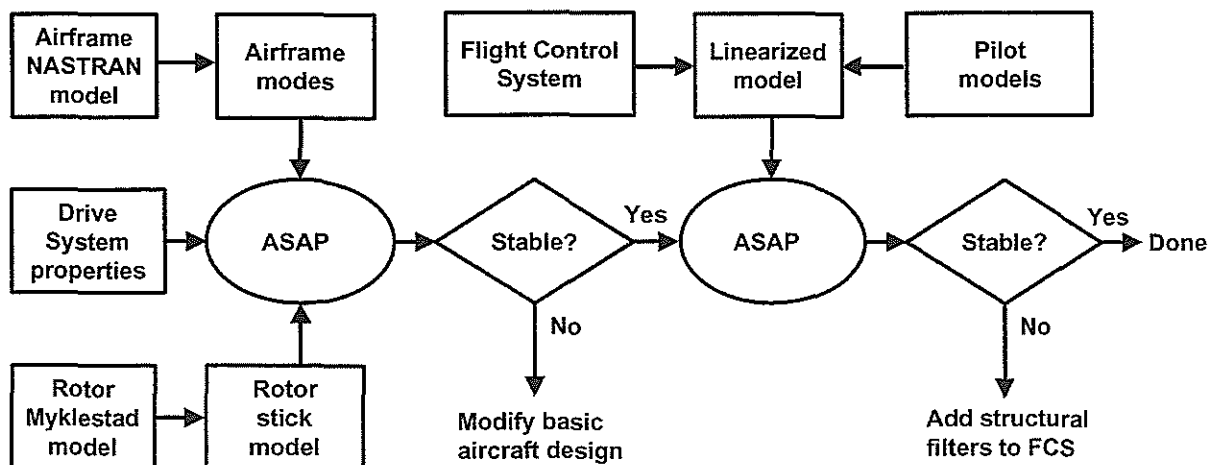 Airframe
NASTRAN
model
Airframe
modes
Flight Control
System
Linearized
model
Pilot
models
Drive
System
properties
ASAP
Stable?
Yes
No
ASAP
Stable?
Yes
Done
No
Rotor
Myklestad
model
Rotor
stick
model
Modify basic
aircraft design
Add structural
filters to FCS